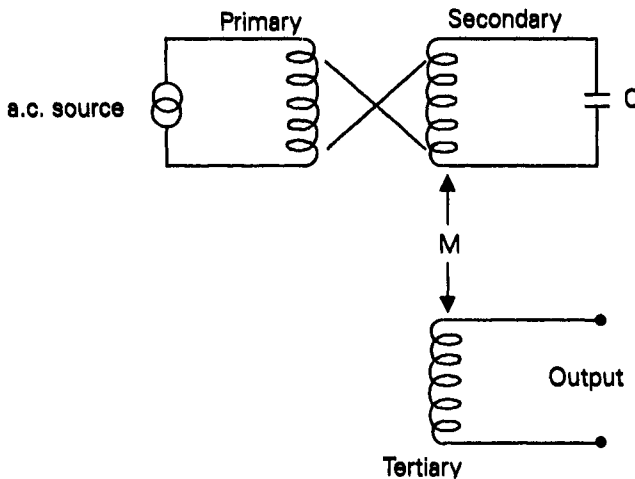 Primary
Secondary
a.c. source
C
M
Output
Tertiary